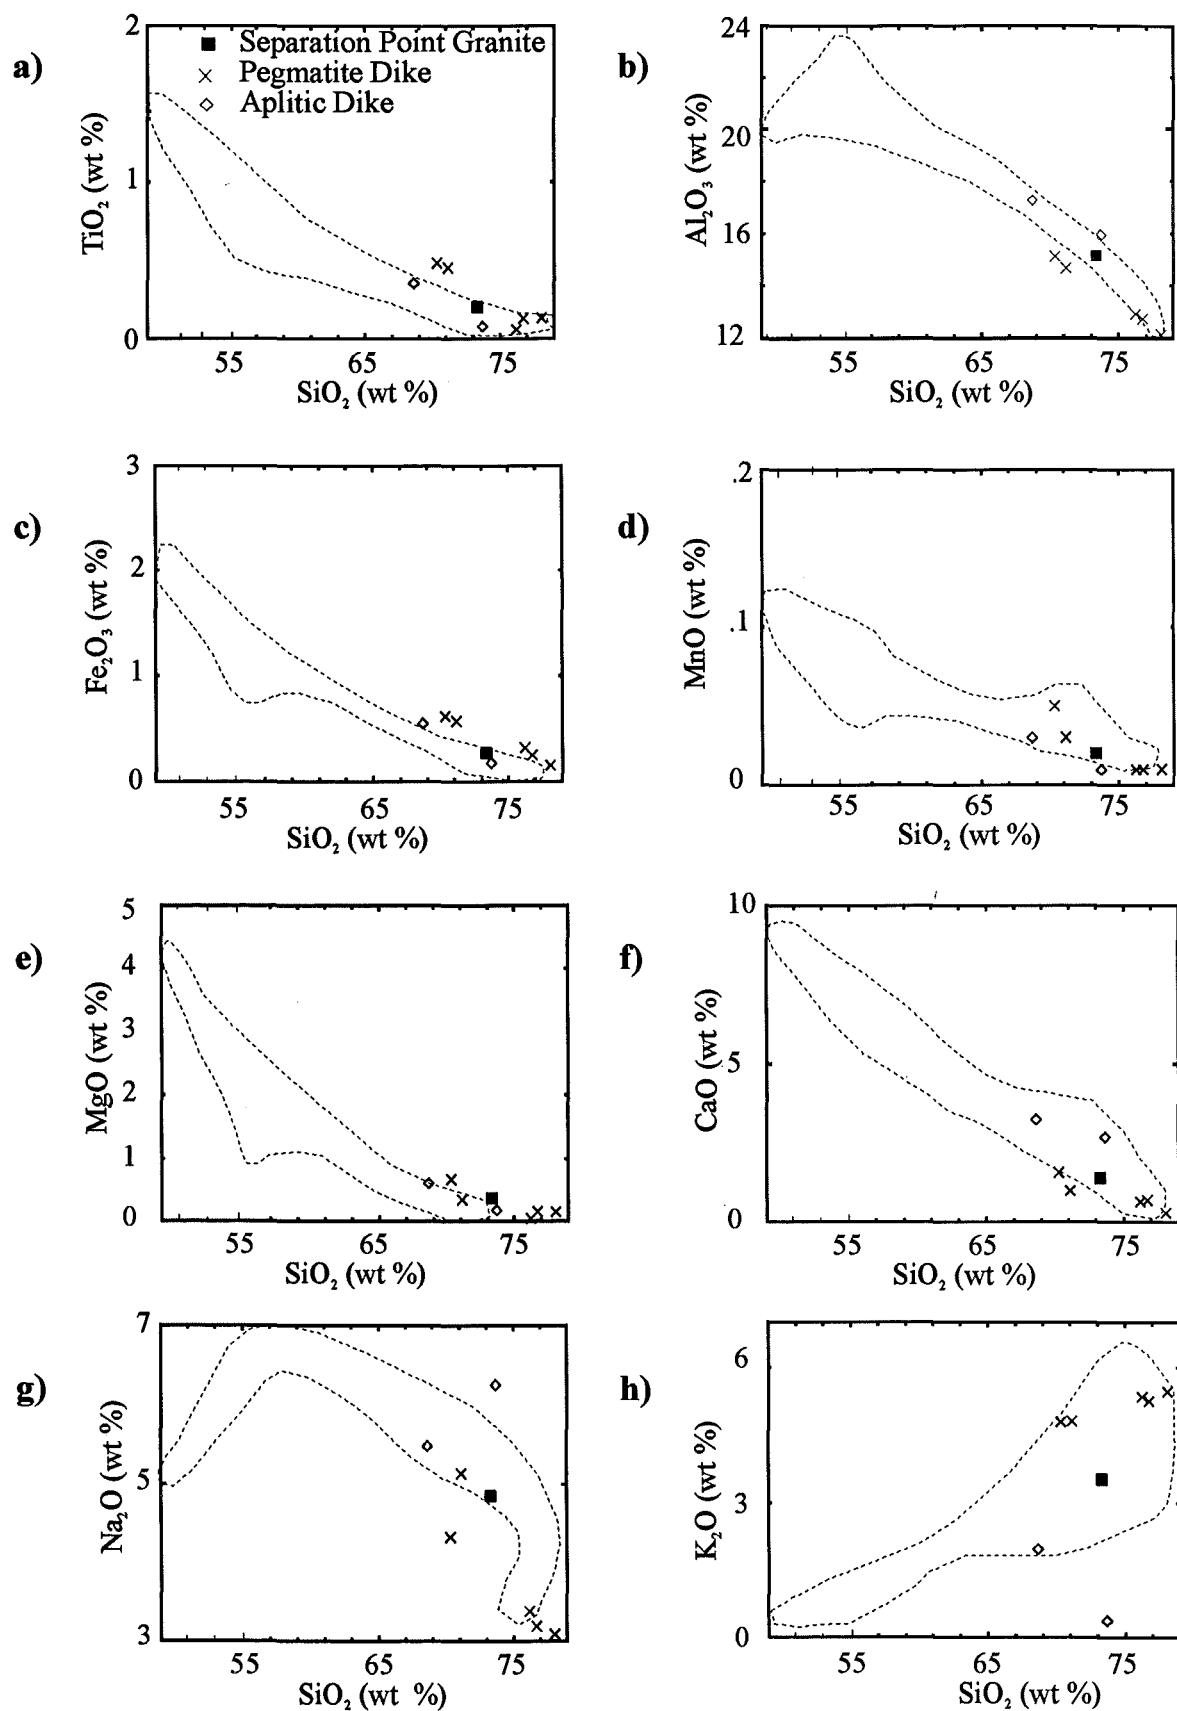 a)
2
1
0
TiO₂ (wt %)
■ Separation Point Granite
× Pegmatite Dike
◇ Aplitic Dike
55 65 75
SiO₂ (wt %)
b)
24
20
16
12
Al₂O₃ (wt %)
55 65 75
SiO₂ (wt %)
c)
3
2
1
0
Fe₂O₃ (wt %)
55 65 75
SiO₂ (wt %)
d)
.2
.1
0
MnO (wt %)
55 65 75
SiO₂ (wt %)
e)
5
4
3
2
1
0
MgO (wt %)
55 65 75
SiO₂ (wt %)
f)
10
5
0
CaO (wt %)
55 65 75
SiO₂ (wt %)
g)
7
5
3
Na₂O (wt %)
55 65 75
SiO₂ (wt %)
h)
6
3
0
K₂O (wt %)
55 65 75
SiO₂ (wt %)